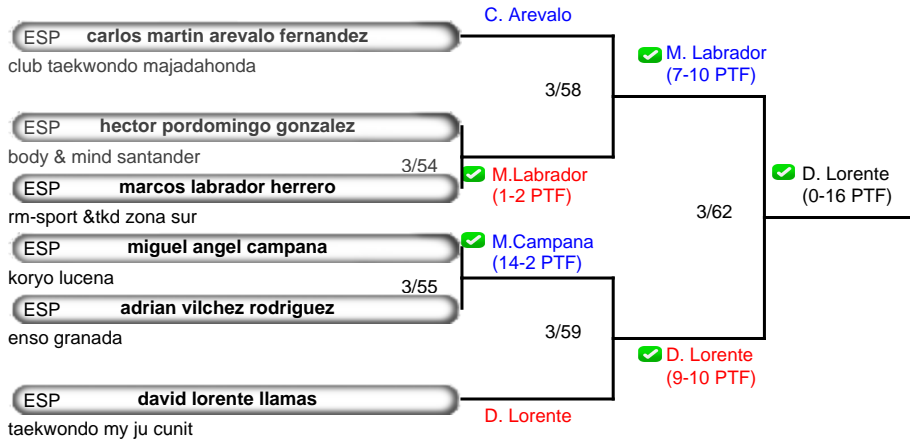 C. Arevalo
ESP carlos martin arevalo fernandez
club taekwondo majadahonda
M. Labrador
(7-10 PTF)
3/58
ESP hector pordomingo gonzalez
body & mind santander
3/54
M.Labrador
(1-2 PTF)
ESP marcos labrador herrero
rm-sport &tkd zona sur
D. Lorente
(0-16 PTF)
3/62
ESP miguel angel campana
koryo lucena
M.Campana
(14-2 PTF)
3/55
ESP adrian vilchez rodriguez
enso granada
3/59
D. Lorente
(9-10 PTF)
ESP david lorente llamas
taekwondo my ju cunit
D. Lorente